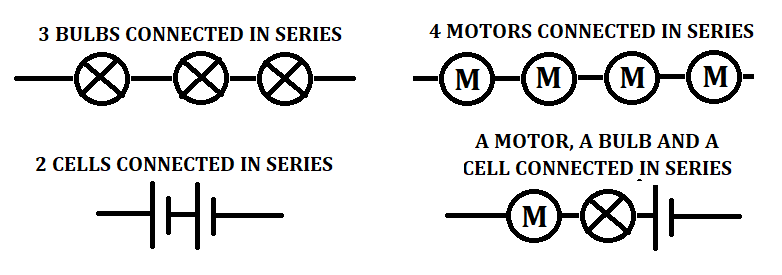 3 BULBS CONNECTED IN SERIES
4 MOTORS CONNECTED IN SERIES
M M M M
2 CELLS CONNECTED IN SERIES
A MOTOR, A BULB AND A
CELL CONNECTED IN SERIES
M